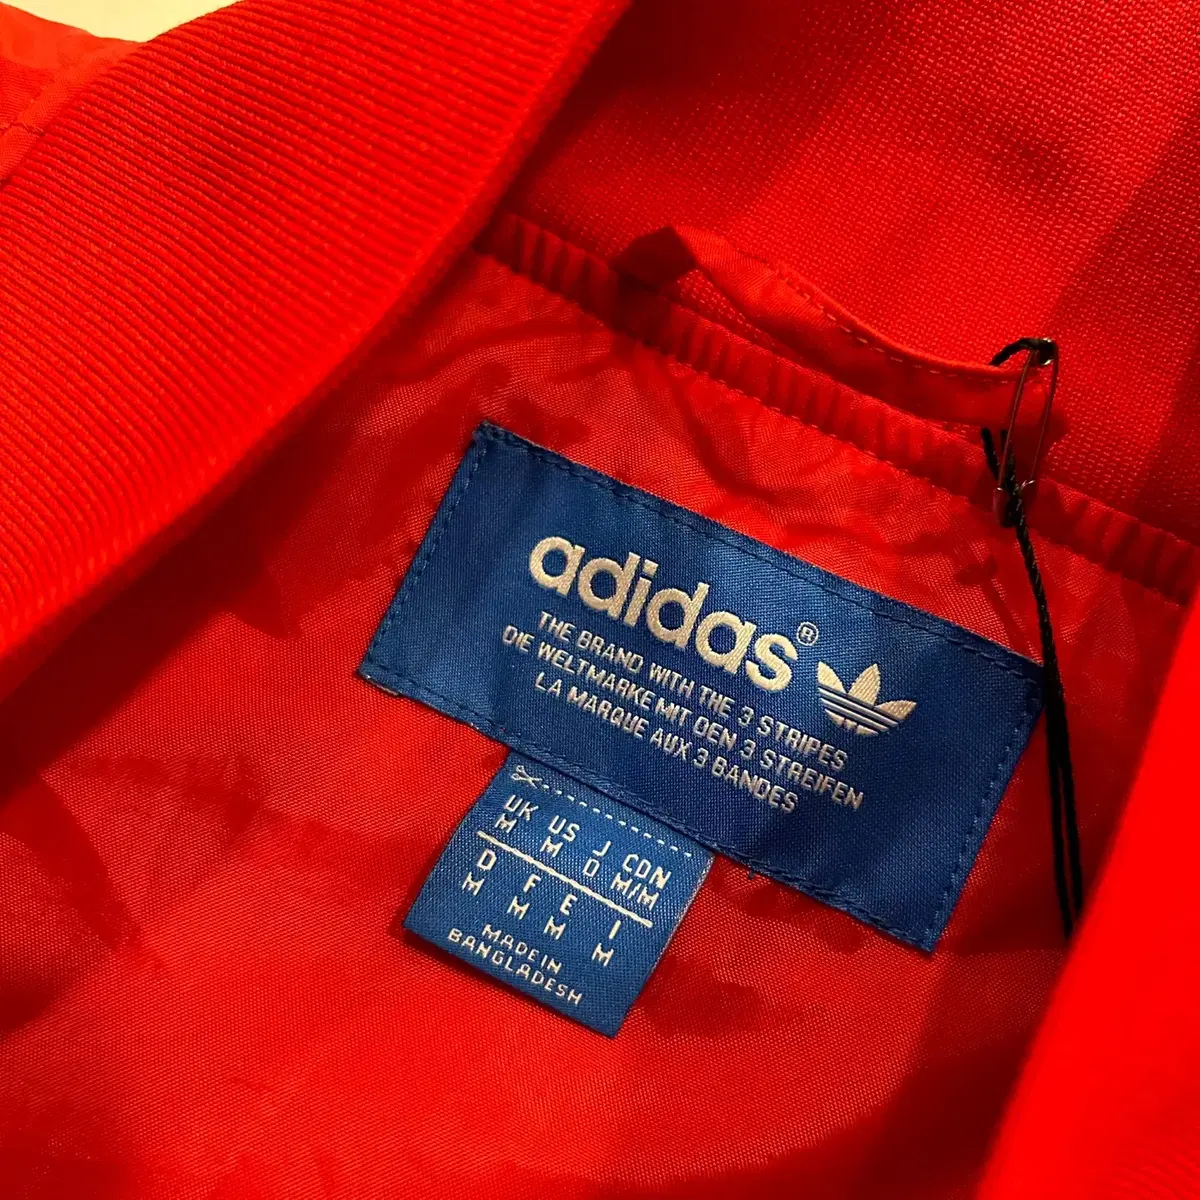 adidas®
THE BRAND WITH THE 3 STRIPES
DIE WELTMARKE MIT DEN 3 STREIFEN
LA MARQUE AUX 3 BANDES
UK US J CDN
M M O M/M
D F E I
M M M M
MADE IN
BANGLADESH